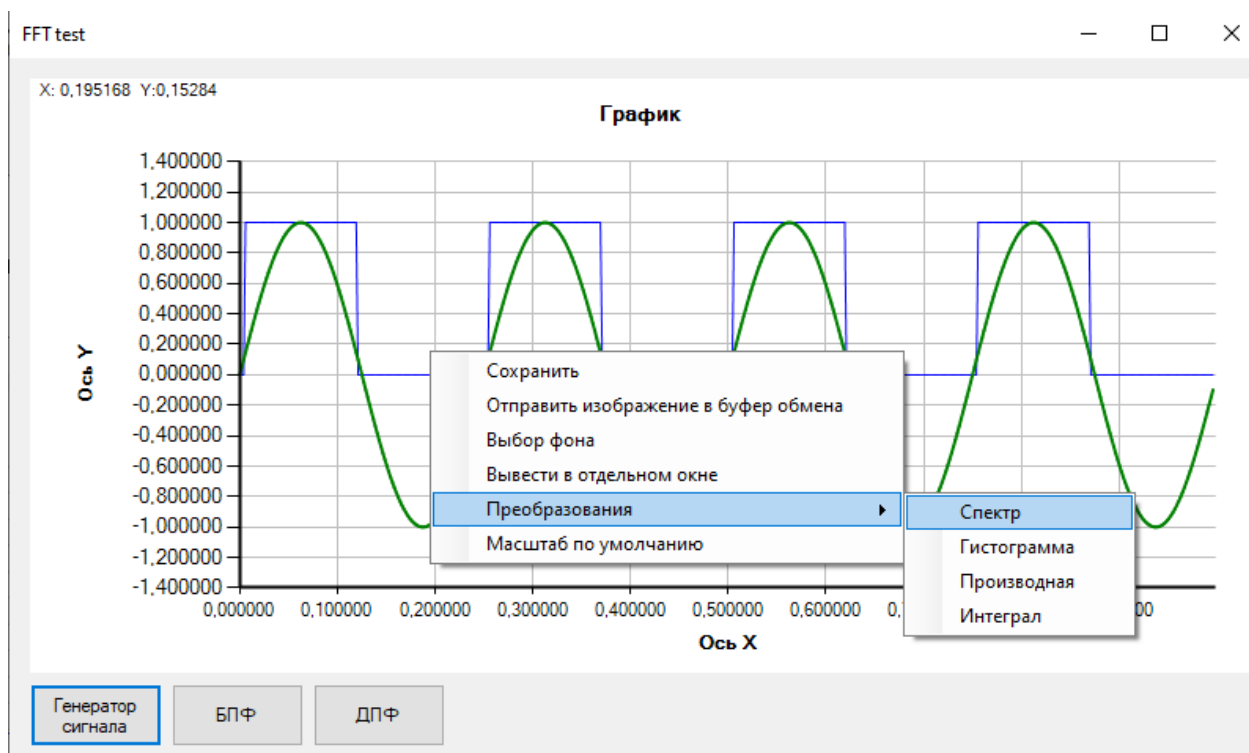 FFT test
X: 0,195168 Y:0,15284
График
1,400000
1,200000
1,000000
0,800000
0,600000
0,400000
0,200000
0,000000
-0,200000
-0,400000
-0,600000
-0,800000
-1,000000
-1,200000
-1,400000
Ось Y
Сохранить
Отправить изображение в буфер обмена
Выбор фона
Вывести в отдельном окне
Преобразования
Масштаб по умолчанию
Спектр
Гистограмма
Производная
Интеграл
0,000000 0,100000 0,200000 0,300000 0,400000 0,500000 0,600000
Ось X
Генератор
сигнала
БПФ
ДПФ